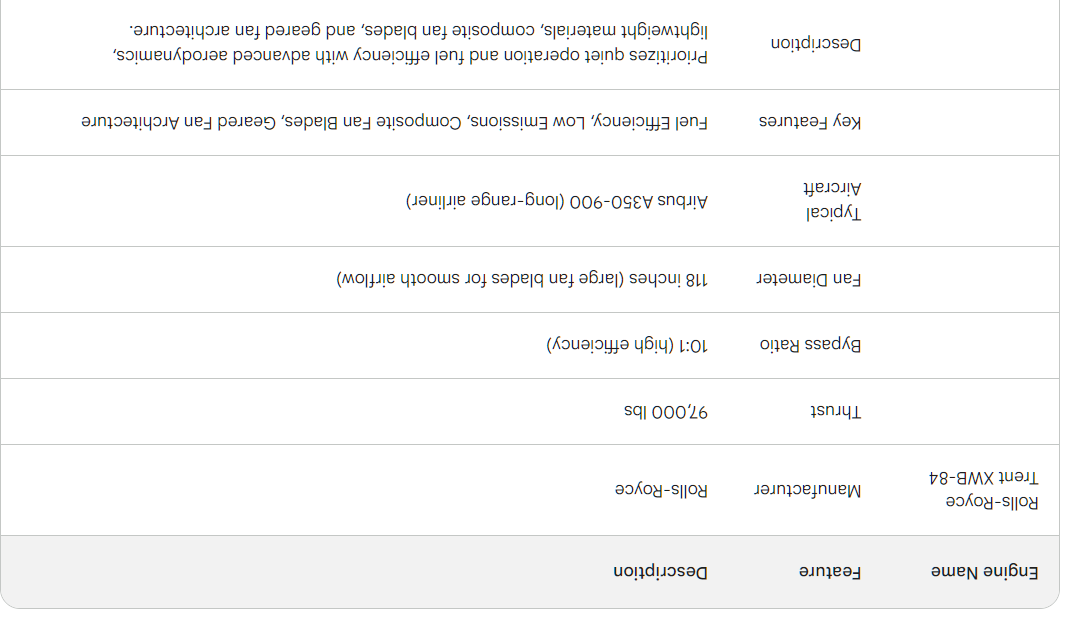 Engine Name Feature Description
Rolls-Royce
Trent XWB-84
Manufacturer Rolls-Royce
Thrust 97,000 lbs
Bypass Ratio 10:1 (high efficiency)
Fan Diameter 118 inches (large fan blades for smooth airflow)
Typical
Aircraft
Airbus A350-900 (long-range airliner)
Key Features Fuel Efficiency, Low Emissions, Composite Fan Blades, Geared Fan Architecture
Description
Prioritizes quiet operation and fuel efficiency with advanced aerodynamics,
lightweight materials, composite fan blades, and geared fan architecture.